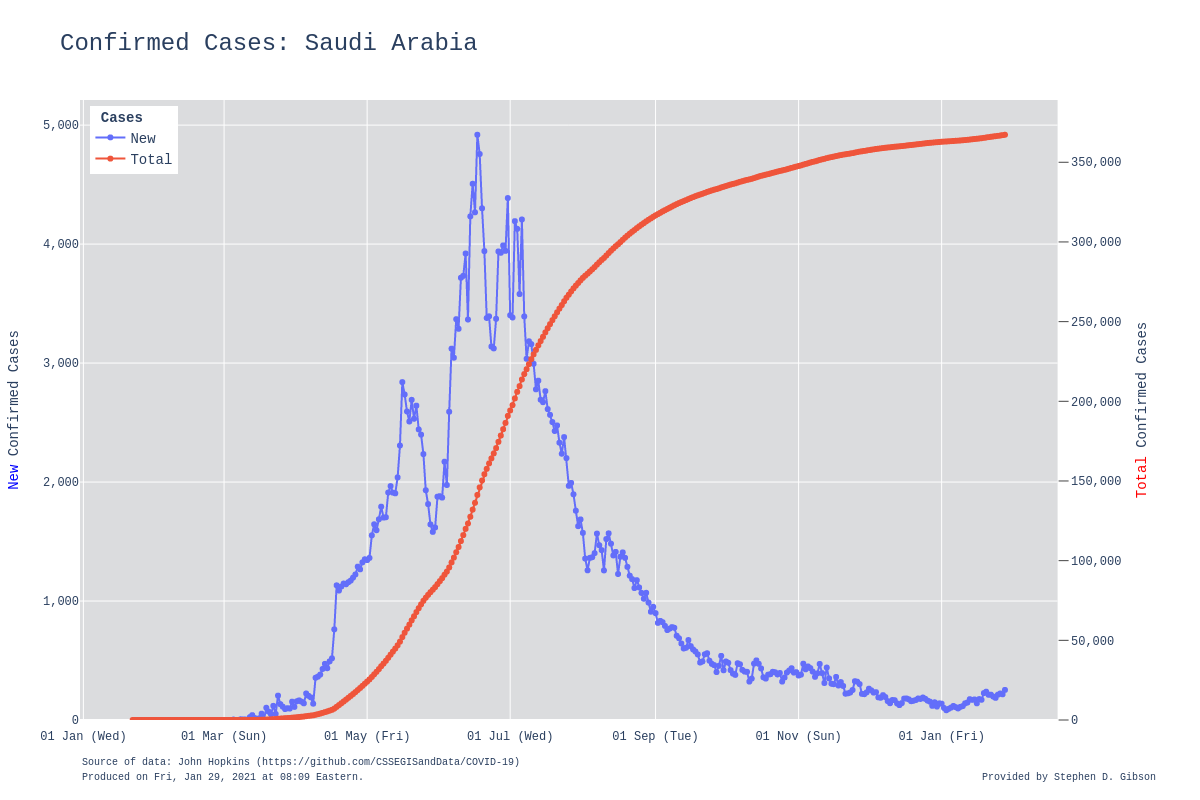 Confirmed Cases: Saudi Arabia
Cases
New
Total
5,000
4,000
3,000
2,000
1,000
0
350,000
300,000
250,000
200,000
150,000
100,000
50,000
0
New Confirmed Cases
Total Confirmed Cases
01 Jan (Wed)
01 Mar (Sun)
01 May (Fri)
01 Jul (Wed)
01 Sep (Tue)
01 Nov (Sun)
01 Jan (Fri)
Source of data: John Hopkins (https://github.com/CSSEGISandData/COVID-19)
Produced on Fri, Jan 29, 2021 at 08:09 Eastern.
Provided by Stephen D. Gibson